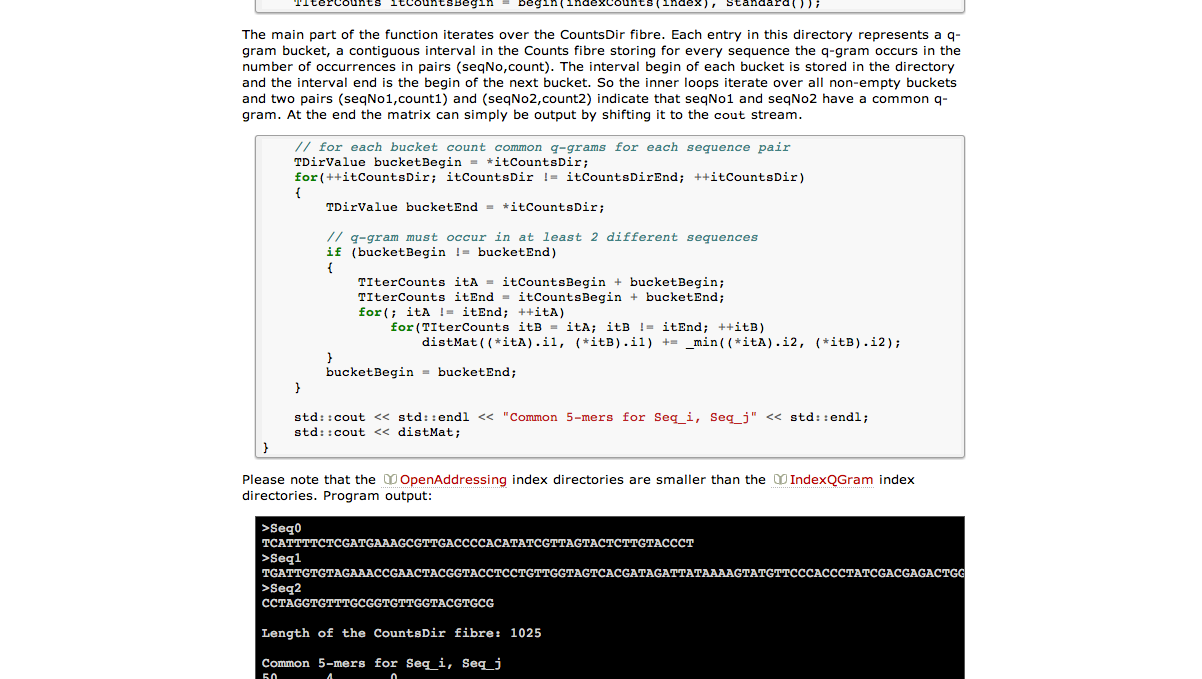 TIterCounts itCountsBegin = begin(indexCounts(index), Standard());
The main part of the function iterates over the CountsDir fibre. Each entry in this directory represents a q-
gram bucket, a contiguous interval in the Counts fibre storing for every sequence the q-gram occurs in the
number of occurrences in pairs (seqNo,count). The interval begin of each bucket is stored in the directory
and the interval end is the begin of the next bucket. So the inner loops iterate over all non-empty buckets
and two pairs (seqNo1,count1) and (seqNo2,count2) indicate that seqNo1 and seqNo2 have a common q-
gram. At the end the matrix can simply be output by shifting it to the cout stream.
// for each bucket count common q-grams for each sequence pair
TDirValue bucketBegin = *itCountsDir;
for(++itCountsDir; itCountsDir != itCountsDirEnd; ++itCountsDir)
{
TDirValue bucketEnd = *itCountsDir;
// q-gram must occur in at least 2 different sequences
if (bucketBegin != bucketEnd)
{
TIterCounts itA = itCountsBegin + bucketBegin;
TIterCounts itEnd = itCountsBegin + bucketEnd;
for(; itA != itEnd; ++itA)
for(TIterCounts itB = itA; itB != itEnd; ++itB)
distMat((*itA).i1, (*itB).i1) += _min((*itA).i2, (*itB).i2);
}
bucketBegin = bucketEnd;
}
std::cout << std::endl << "Common 5-mers for Seq_i, Seq_j" << std::endl;
std::cout << distMat;
}
Please note that the OpenAddressing index directories are smaller than the IndexQGram index
directories. Program output:
>Seq0
TCATTTTCTCGATGAAAGCGTTGACCCCACATATCGTTAGTACTCTTGTACCCT
>Seq1
TGATTGTGTAGAAACCGAACTACGGTACCTCCTGTTGGTAGTCACGATAGATTATAAAAGTATGTTCCCACCCTATCGACGAGACTGG
>Seq2
CCTAGGTGTTTGCGGTGTTGGTACGTGCG
Length of the CountsDir fibre: 1025
Common 5-mers for Seq_i, Seq_j
50 4 0